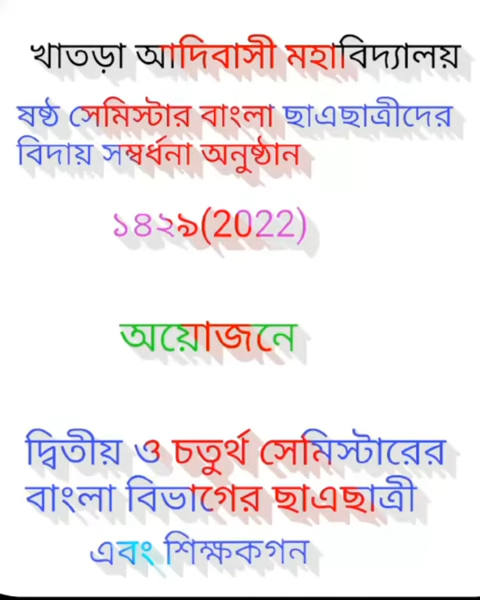 খাতড়া আদিবাসী মহাবিদ্যালয়
ষষ্ঠ সেমিস্টার বাংলা ছাএছাত্রীদের
বিদায় সম্বর্ধনা অনুষ্ঠান
১৪২৯(2022)
অয়োজনে
দ্বিতীয় ও চতুর্থ সেমিস্টারের
বাংলা বিভাগের ছাএছাত্রী
এবং শিক্ষকগন